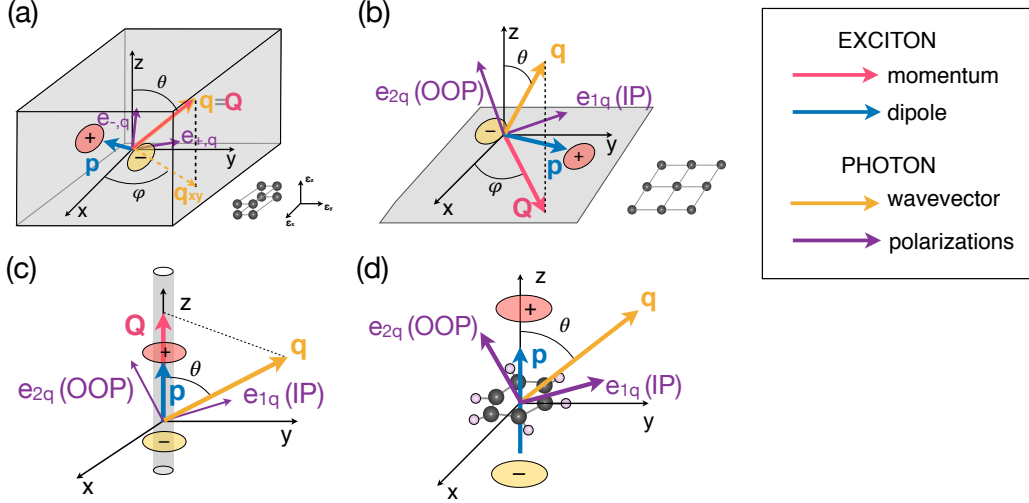 (a)
z
θ
q=Q
e-,q
+
−
e+,q
p
y
φ
qxy
x
εz
εy
εx
(b)
z
q
θ
e2q (OOP)
e1q (IP)
−
y
p
+
φ
x
Q
EXCITON
momentum
dipole
PHOTON
wavevector
polarizations
(c)
z
Q
q
+
θ
e2q (OOP)
p
e1q (IP)
y
−
x
(d)
z
q
+
θ
e2q (OOP)
p
e1q (IP)
y
x
−